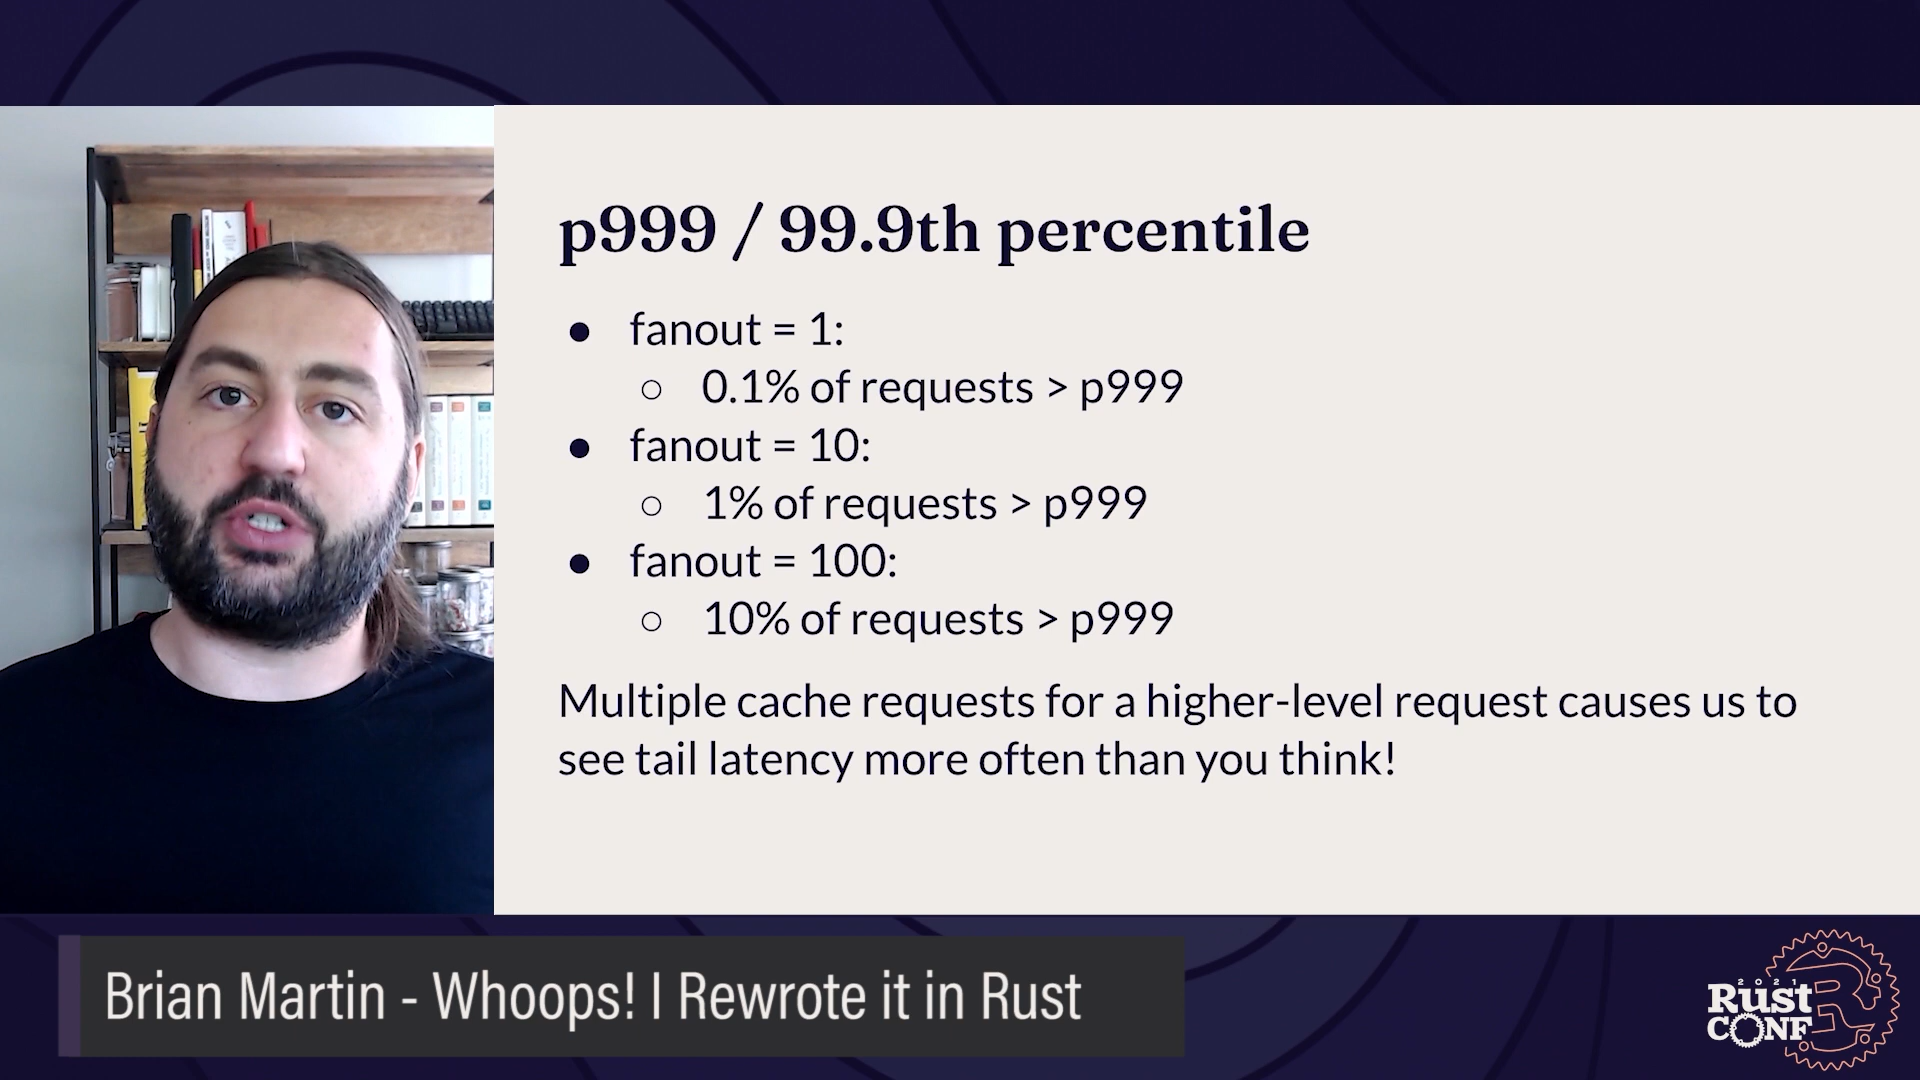 p999 / 99.9th percentile
● fanout = 1:
○ 0.1% of requests > p999
● fanout = 10:
○ 1% of requests > p999
● fanout = 100:
○ 10% of requests > p999
Multiple cache requests for a higher-level request causes us to
see tail latency more often than you think!
Brian Martin - Whoops! I Rewrote it in Rust
2021
Rust
CONF